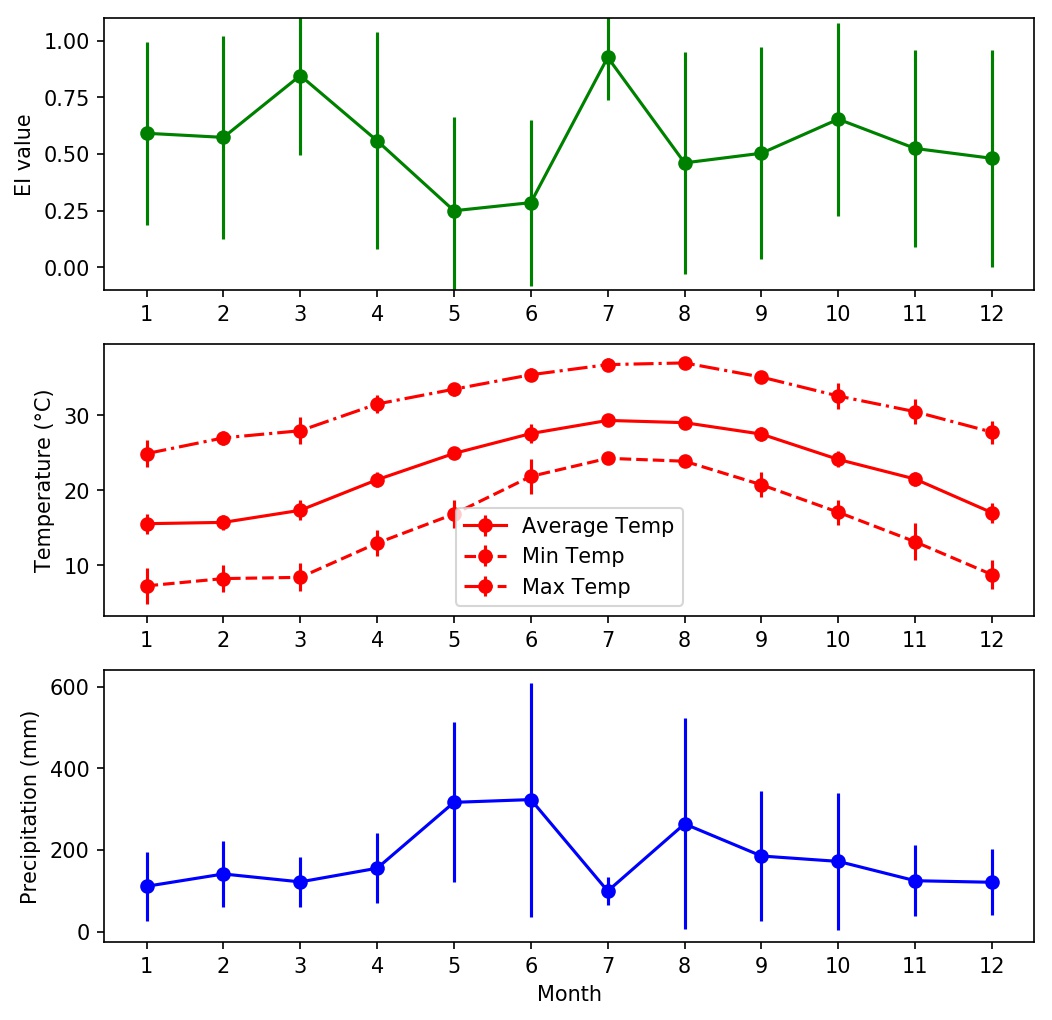 EI value
1.00
0.75
0.50
0.25
0.00
1 2 3 4 5 6 7 8 9 10 11 12
Temperature (°C)
30
20
10
Average Temp
Min Temp
Max Temp
1 2 3 4 5 6 7 8 9 10 11 12
Precipitation (mm)
600
400
200
0
1 2 3 4 5 6 7 8 9 10 11 12
Month